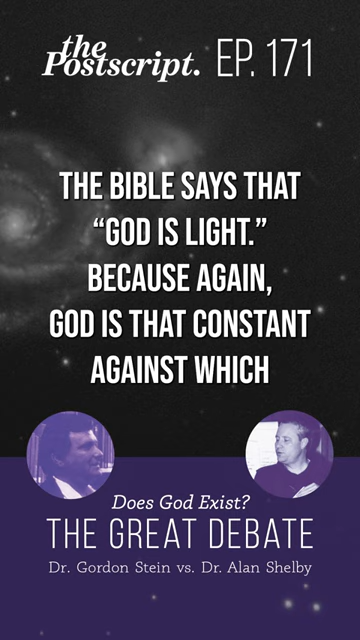 the
Postscript. EP. 171
THE BIBLE SAYS THAT
“GOD IS LIGHT.”
BECAUSE AGAIN,
GOD IS THAT CONSTANT
AGAINST WHICH
Does God Exist?
THE GREAT DEBATE
Dr. Gordon Stein vs. Dr. Alan Shelby